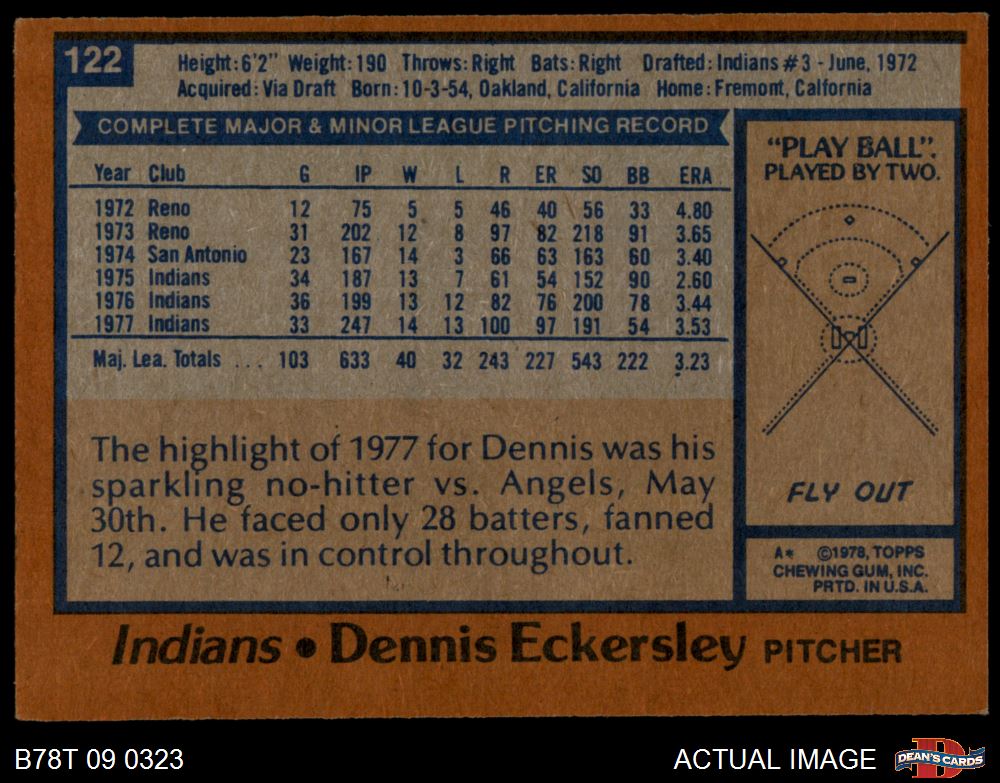 122
Height:6'2" Weight:190 Throws:Right Bats:Right Drafted:Indians #3 - June, 1972
Acquired:Via Draft Born:10-3-54, Oakland, California Home:Fremont, Calfornia
COMPLETE MAJOR & MINOR LEAGUE PITCHING RECORD
Year Club G IP W L R ER SO BB ERA
1972 Reno 12 75 5 5 46 40 56 33 4.80
1973 Reno 31 202 12 8 97 82 218 91 3.65
1974 San Antonio 23 167 14 3 66 63 163 60 3.40
1975 Indians 34 187 13 7 61 54 152 90 2.60
1976 Indians 36 199 13 12 82 76 200 78 3.44
1977 Indians 33 247 14 13 100 97 191 54 3.53
Maj. Lea. Totals ... 103 633 40 32 243 227 543 222 3.23
The highlight of 1977 for Dennis was his
sparkling no-hitter vs. Angels, May
30th. He faced only 28 batters, fanned
12, and was in control throughout.
"PLAY BALL".
PLAYED BY TWO.
FLY OUT
A* ©1978, TOPPS
CHEWING GUM, INC.
PRTD. IN U.S.A.
Indians • Dennis Eckersley PITCHER
B78T 09 0323
ACTUAL IMAGE
D
DEAN'S CARDS